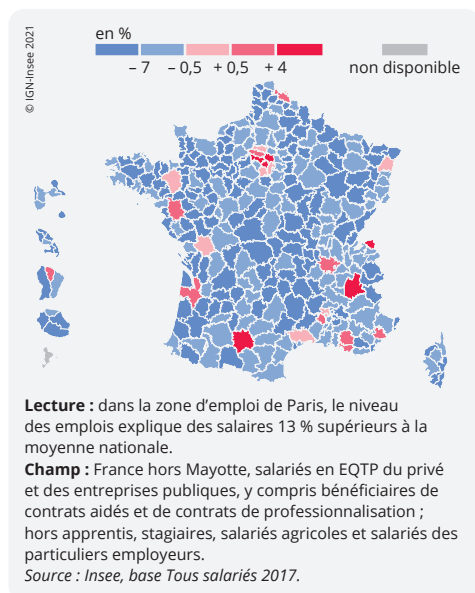 © IGN-Insee 2021
en %
– 7 – 0,5 + 0,5 + 4
non disponible
Lecture : dans la zone d’emploi de Paris, le niveau
des emplois explique des salaires 13 % supérieurs à la
moyenne nationale.
Champ : France hors Mayotte, salariés en EQTP du privé
et des entreprises publiques, y compris bénéficiaires de
contrats aidés et de contrats de professionnalisation ;
hors apprentis, stagiaires, salariés agricoles et salariés des
particuliers employeurs.
Source : Insee, base Tous salariés 2017.